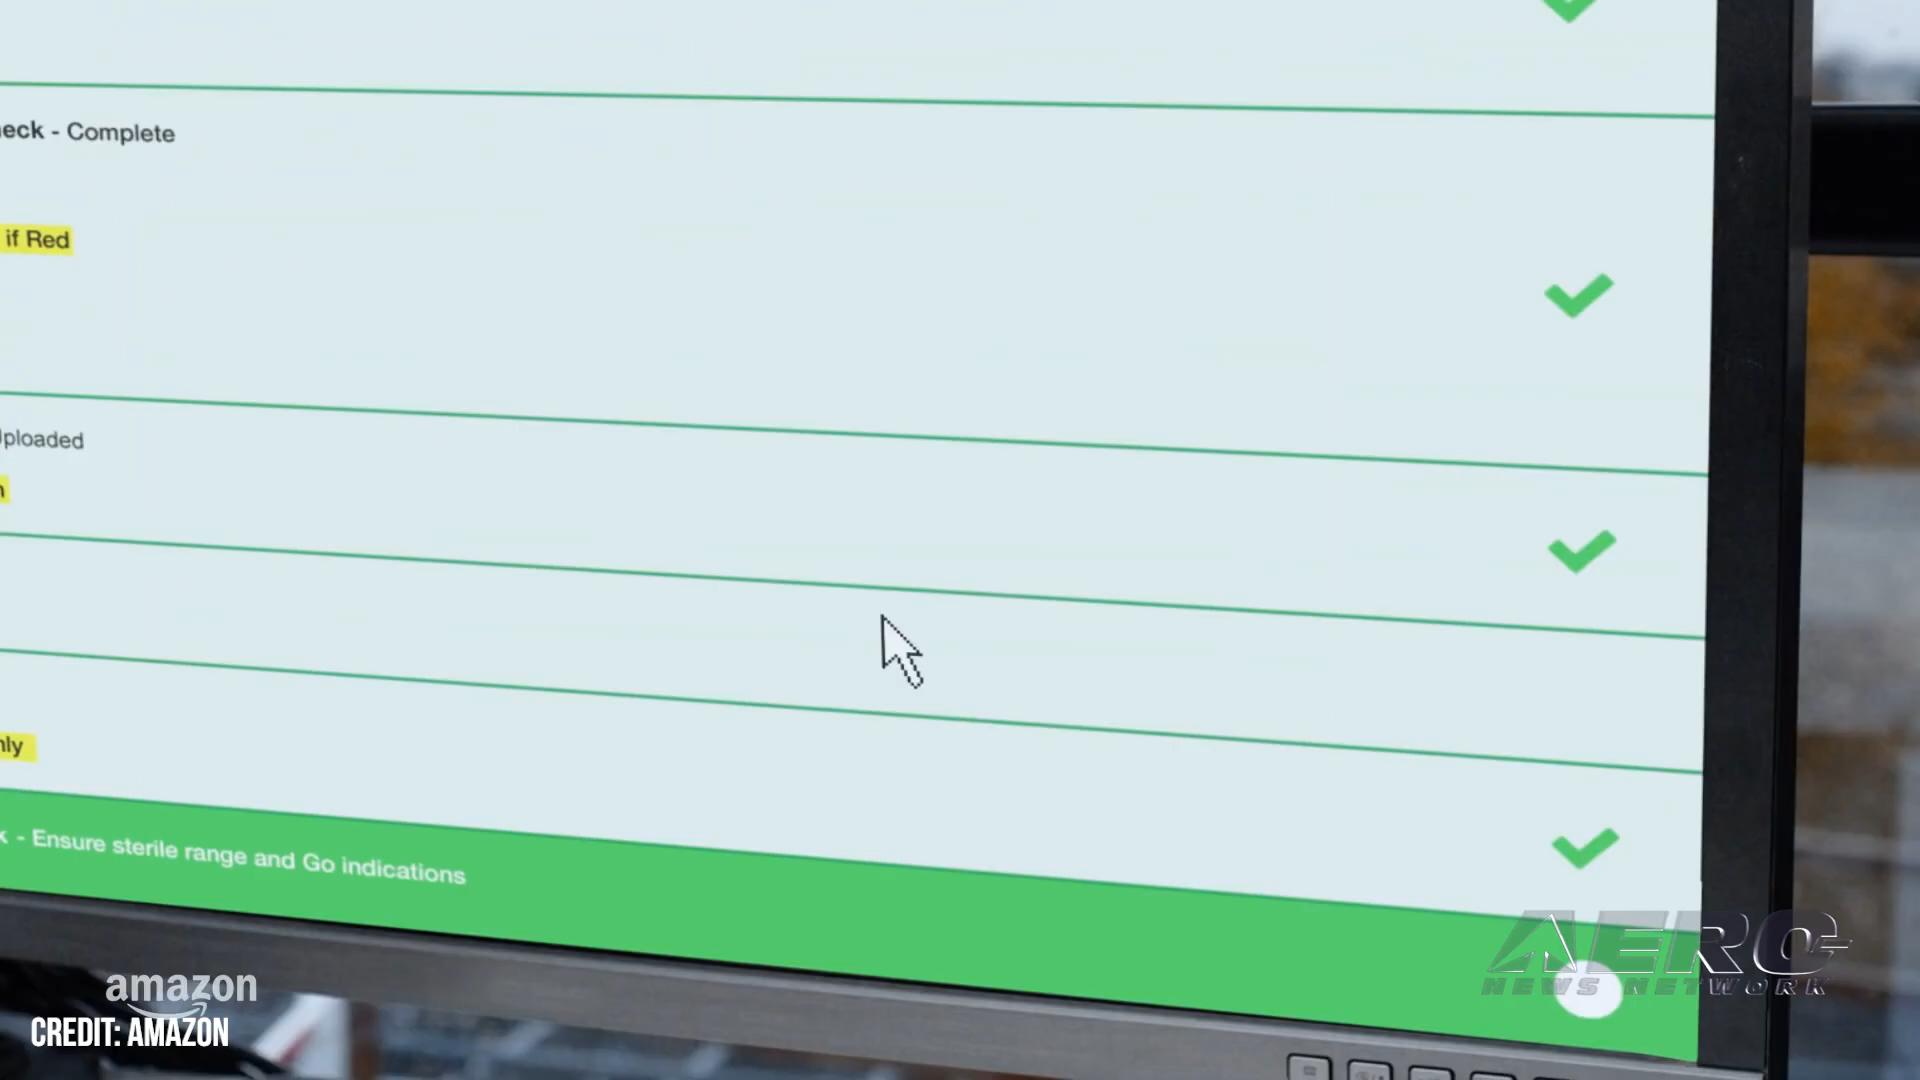 eck - Complete
if Red
ploaded
nly
- Ensure sterile range and Go indications
amazon
CREDIT: AMAZON
AERO
NEWS NETWORK